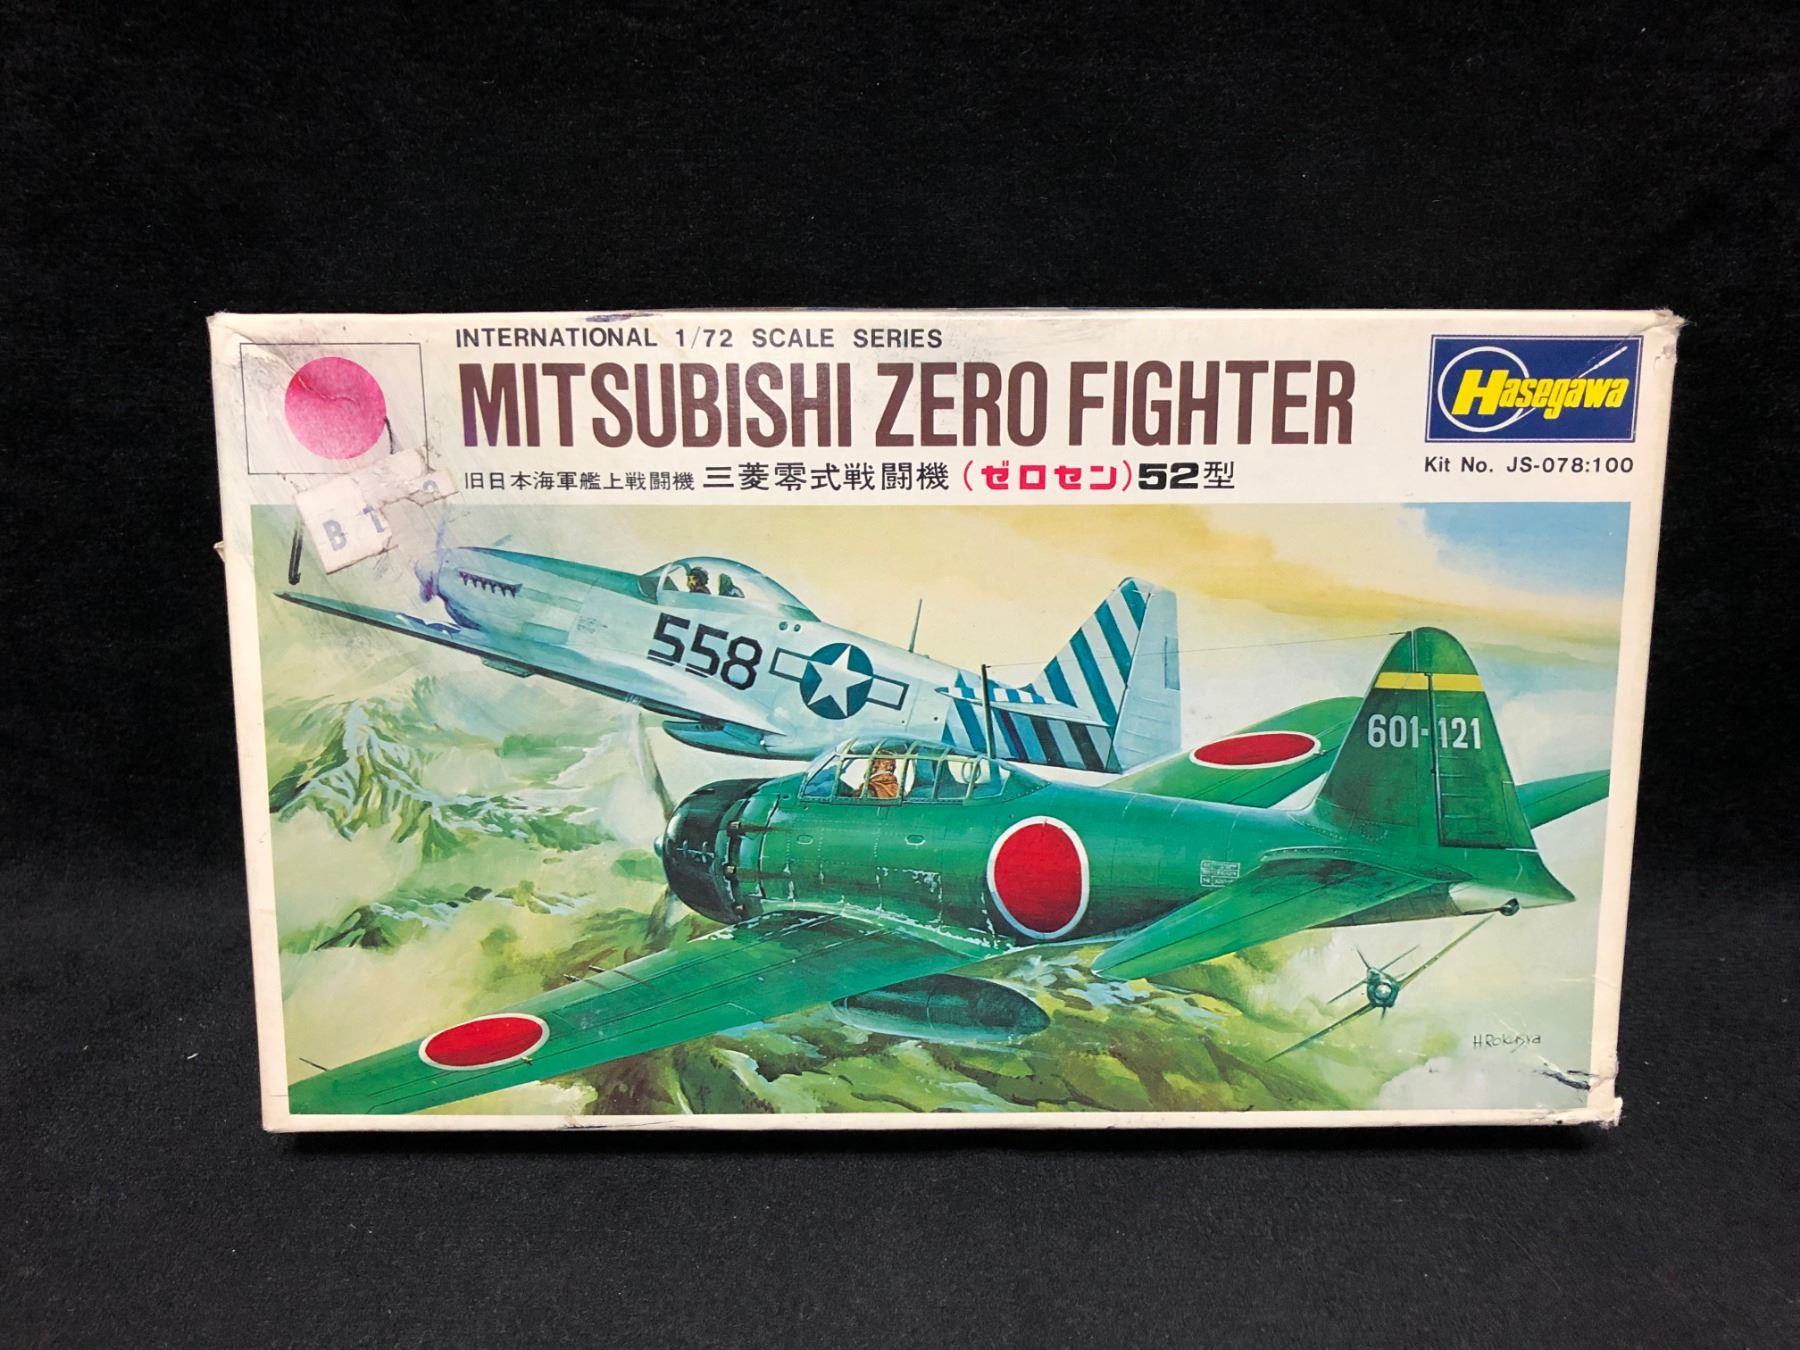 INTERNATIONAL 1/72 SCALE SERIES
MITSUBISHI ZERO FIGHTER
旧日本海軍艦上戦闘機 三菱零式戦闘機 (ゼロセン) 52型
Hasegawa
Kit No. JS-078:100
B 1
558
601-121